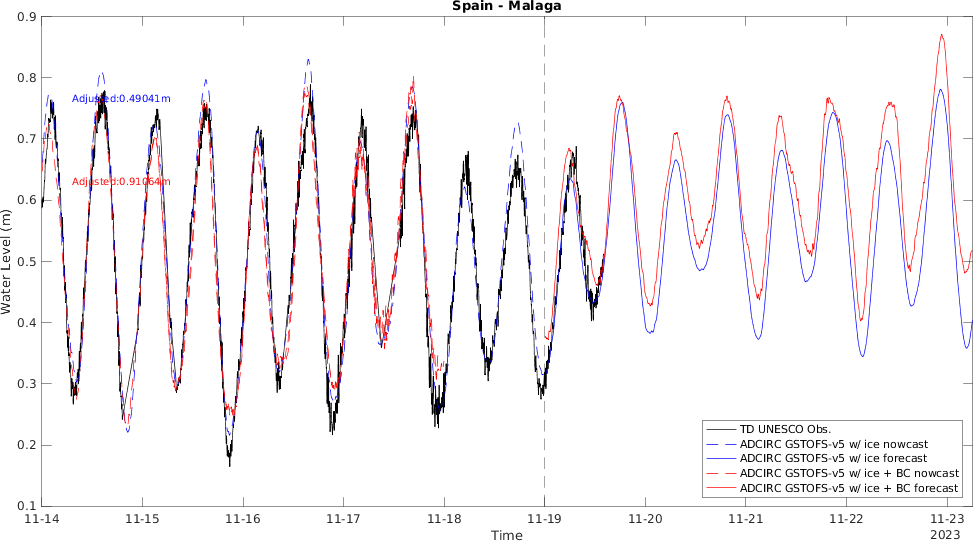 Spain - Malaga
0.9
0.8
0.7
0.6
0.5
0.4
0.3
0.2
0.1
Water Level (m)
Adjusted:0.49041m
Adjusted:0.91064m
TD UNESCO Obs.
ADCIRC GSTOFS-v5 w/ ice nowcast
ADCIRC GSTOFS-v5 w/ ice forecast
ADCIRC GSTOFS-v5 w/ ice + BC nowcast
ADCIRC GSTOFS-v5 w/ ice + BC forecast
11-14 11-15 11-16 11-17 11-18 11-19 11-20 11-21 11-22 11-23
2023
Time